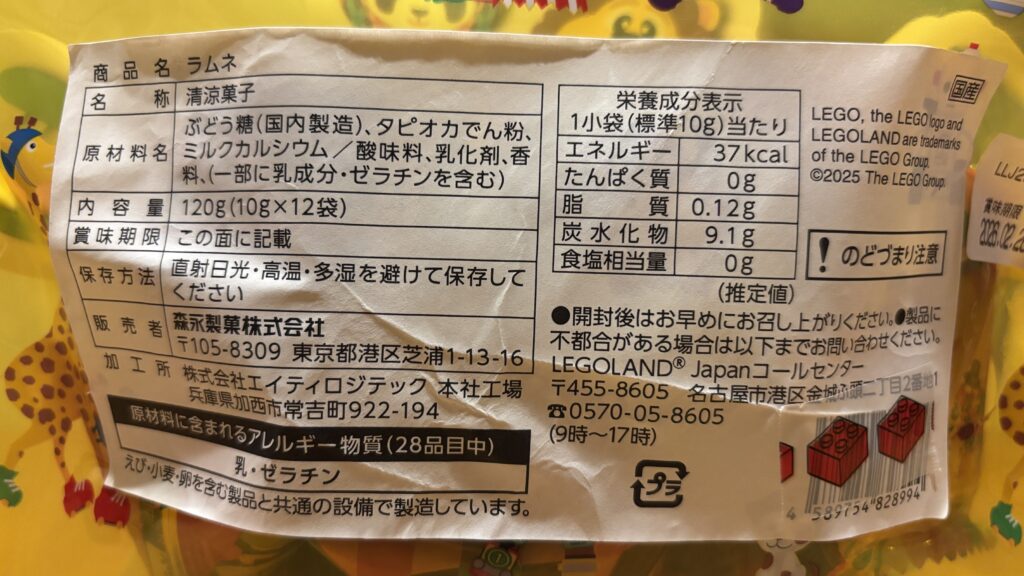 商品名 ラムネ
名称 清涼菓子
原材料名 ぶどう糖(国内製造)、タピオカでん粉、
ミルクカルシウム／酸味料、乳化剤、香
料、(一部に乳成分・ゼラチンを含む)
内容量 120g(10g×12袋)
賞味期限 この面に記載
保存方法 直射日光・高温・多湿を避けて保存して
ください
販売者 森永製菓株式会社
〒105-8309 東京都港区芝浦1-13-16
加工所 株式会社エイティロジテック 本社工場
兵庫県加西市常吉町922-194
原材料に含まれるアレルギー物質(28品目中)
乳・ゼラチン
えび・小麦・卵を含む製品と共通の設備で製造しています。
栄養成分表示
1小袋(標準10g)当たり
エネルギー 37kcal
たんぱく質 0g
脂質 0.12g
炭水化物 9.1g
食塩相当量 0g
(推定値)
国産
LEGO, the LEGO logo and
LEGOLAND are trademarks
of the LEGO Group.
©2025 The LEGO Group.
! のどづまり注意
●開封後はお早めにお召し上がりください。●製品に
不都合がある場合は以下までお問い合わせください。
LEGOLAND® Japanコールセンター
〒455-8605 名古屋市港区金城ふ頭二丁目2番地1
☎0570-05-8605
(9時～17時)
プラ
4 589754 828994
賞味期限